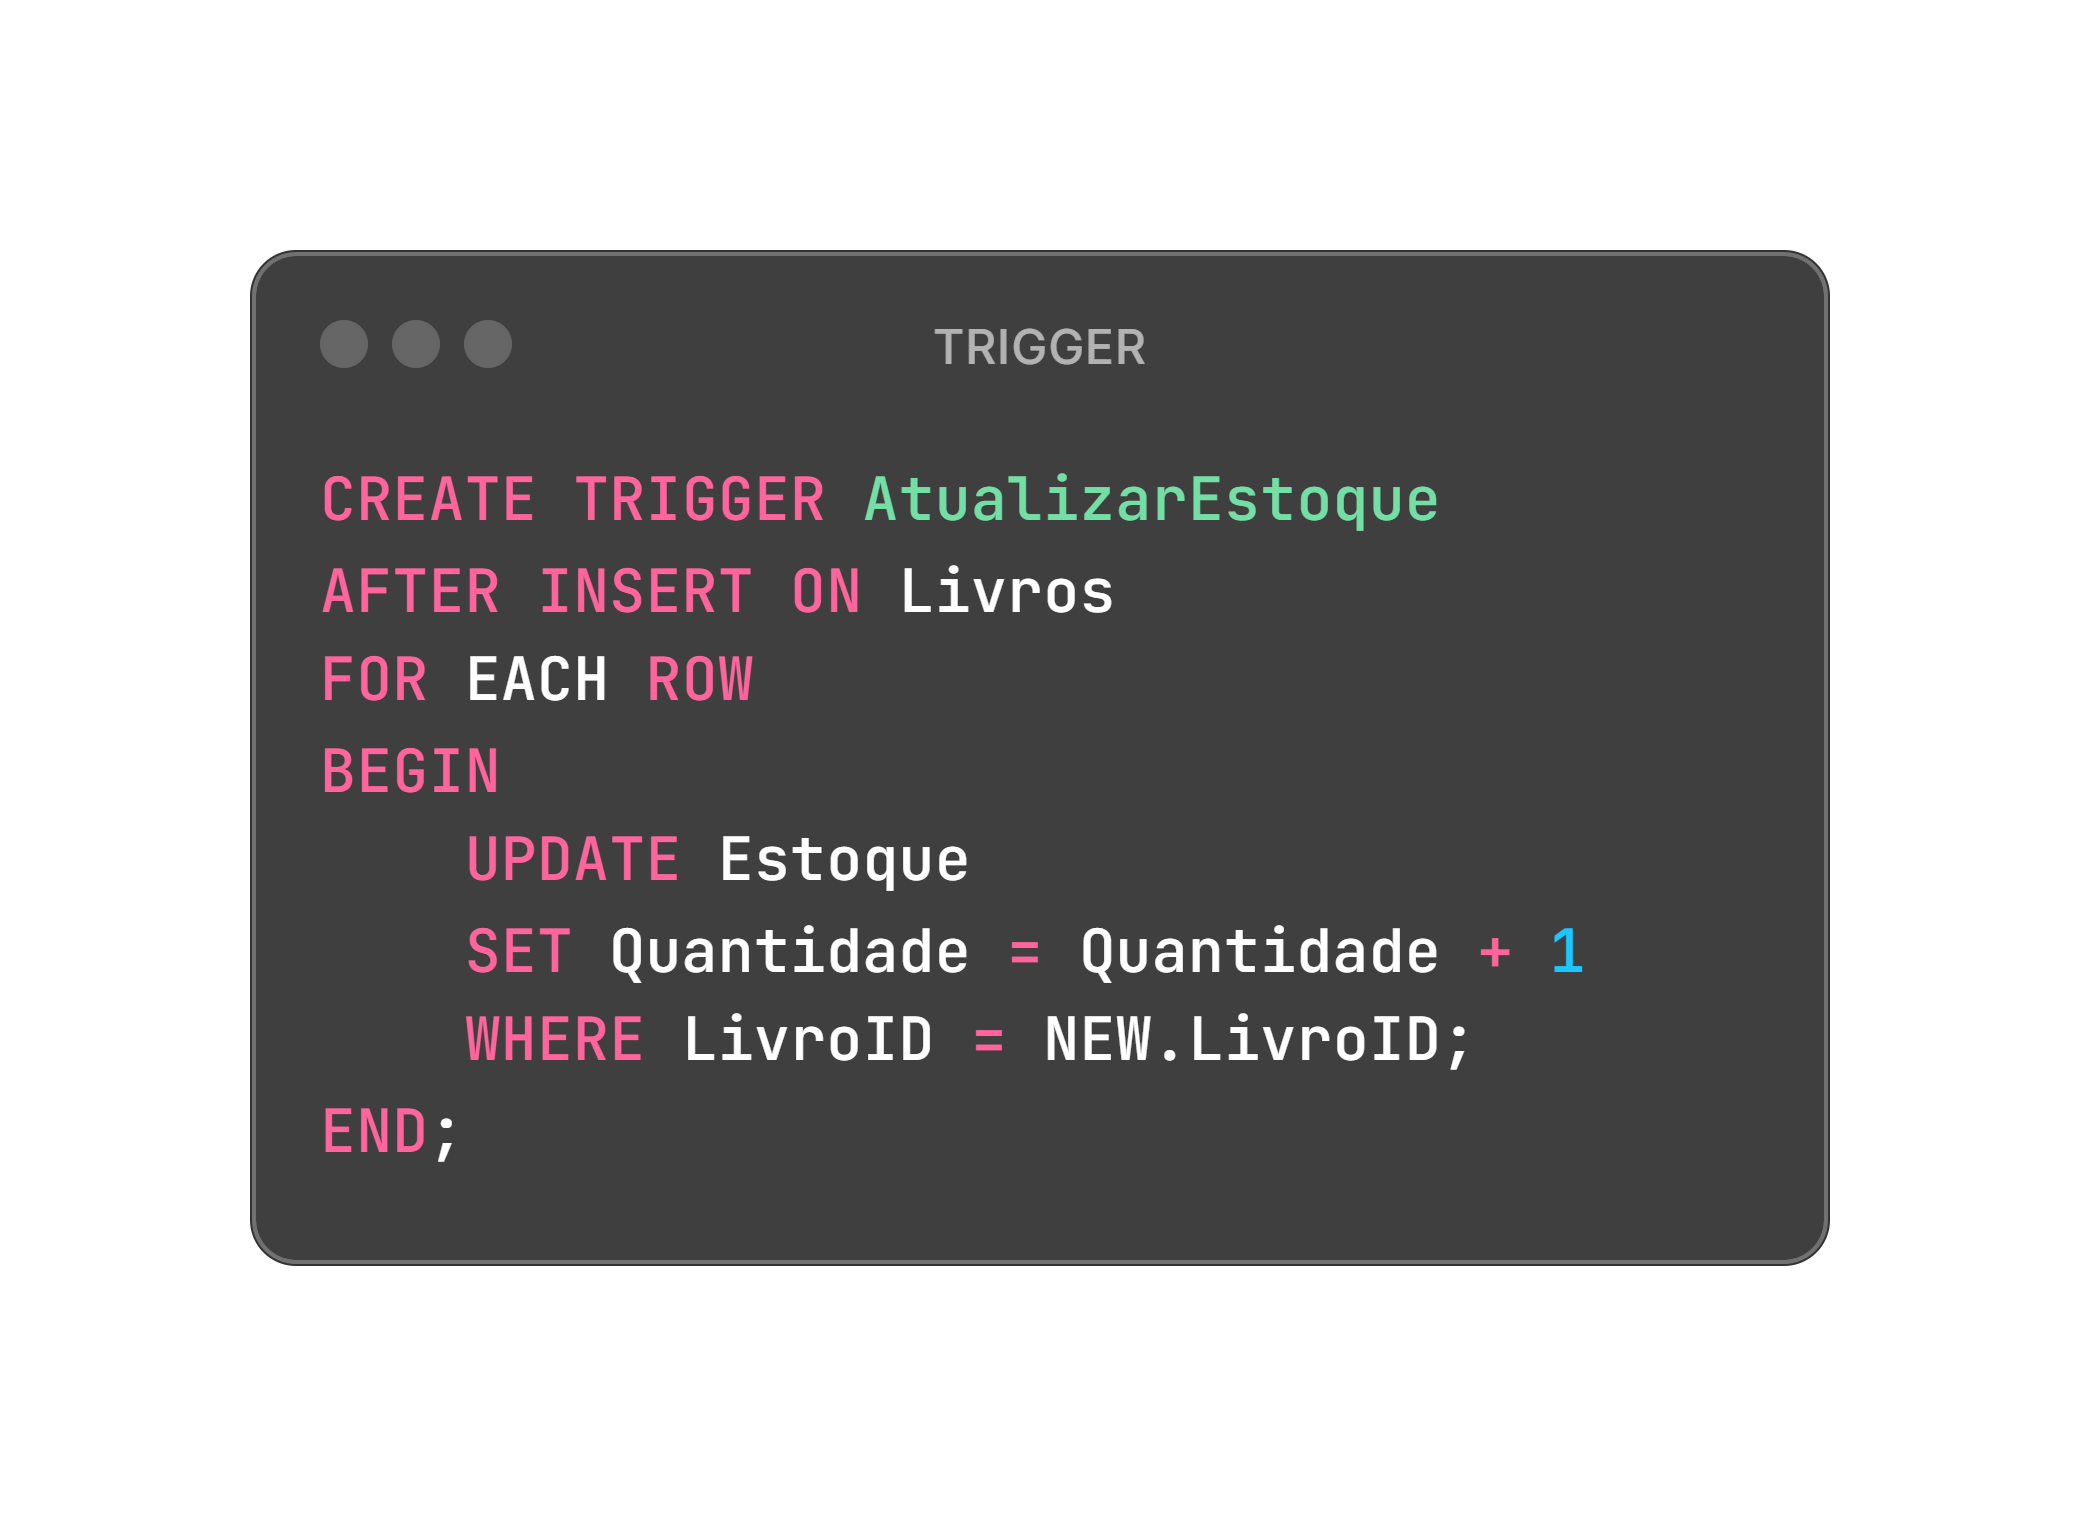 TRIGGER
CREATE TRIGGER AtualizarEstoque
AFTER INSERT ON Livros
FOR EACH ROW
BEGIN
    UPDATE Estoque
    SET Quantidade = Quantidade + 1
    WHERE LivroID = NEW.LivroID;
END;